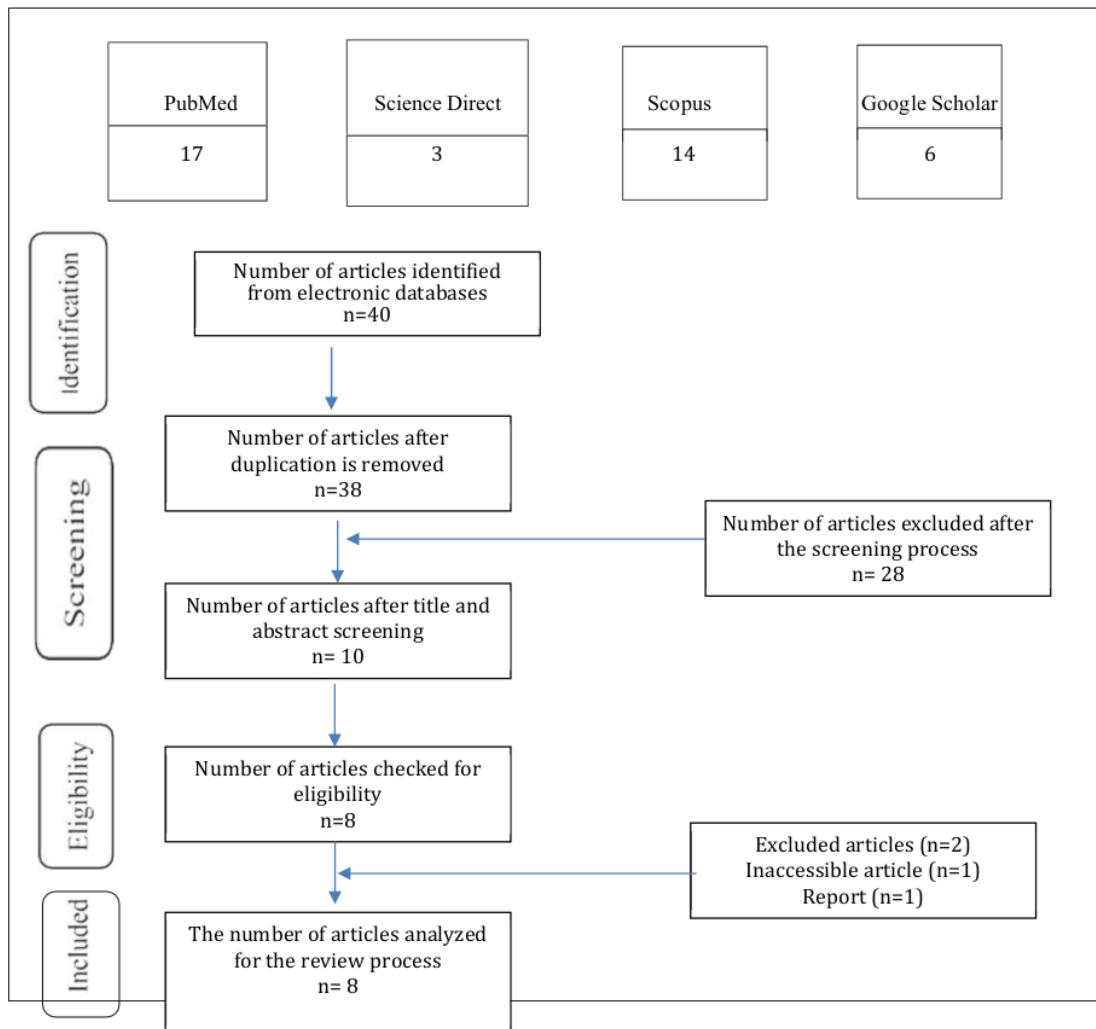 PubMed
17
Science Direct
3
Scopus
14
Google Scholar
6
Identification
Number of articles identified
from electronic databases
n=40
Screening
Number of articles after
duplication is removed
n=38
Number of articles excluded after
the screening process
n= 28
Number of articles after title and
abstract screening
n= 10
Eligibility
Number of articles checked for
eligibility
n=8
Excluded articles (n=2)
Inaccessible article (n=1)
Report (n=1)
Included
The number of articles analyzed
for the review process
n= 8